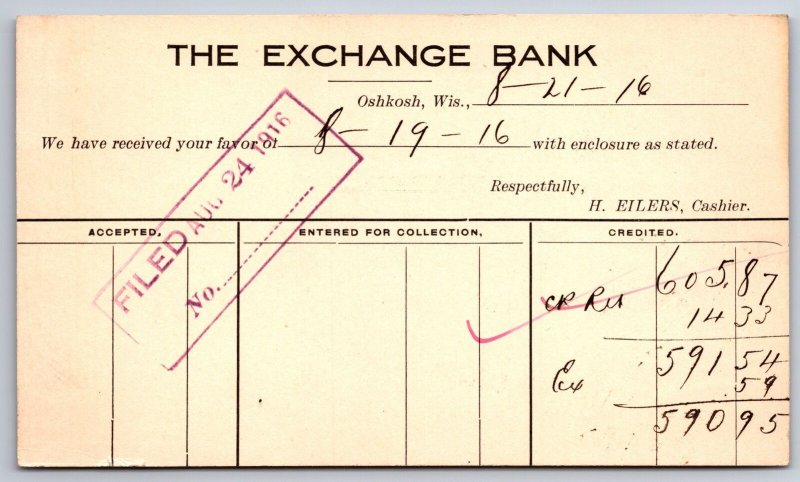 THE EXCHANGE BANK
Oshkosh, Wis., 8-21-16
We have received your favor of 8-19-16 with enclosure as stated.
Respectfully,
H. EILERS, Cashier.
FILED AUG 24 1916
No.
ACCEPTED. ENTERED FOR COLLECTION. CREDITED.
605.87
14 33
591 54
Ex .59
590 95